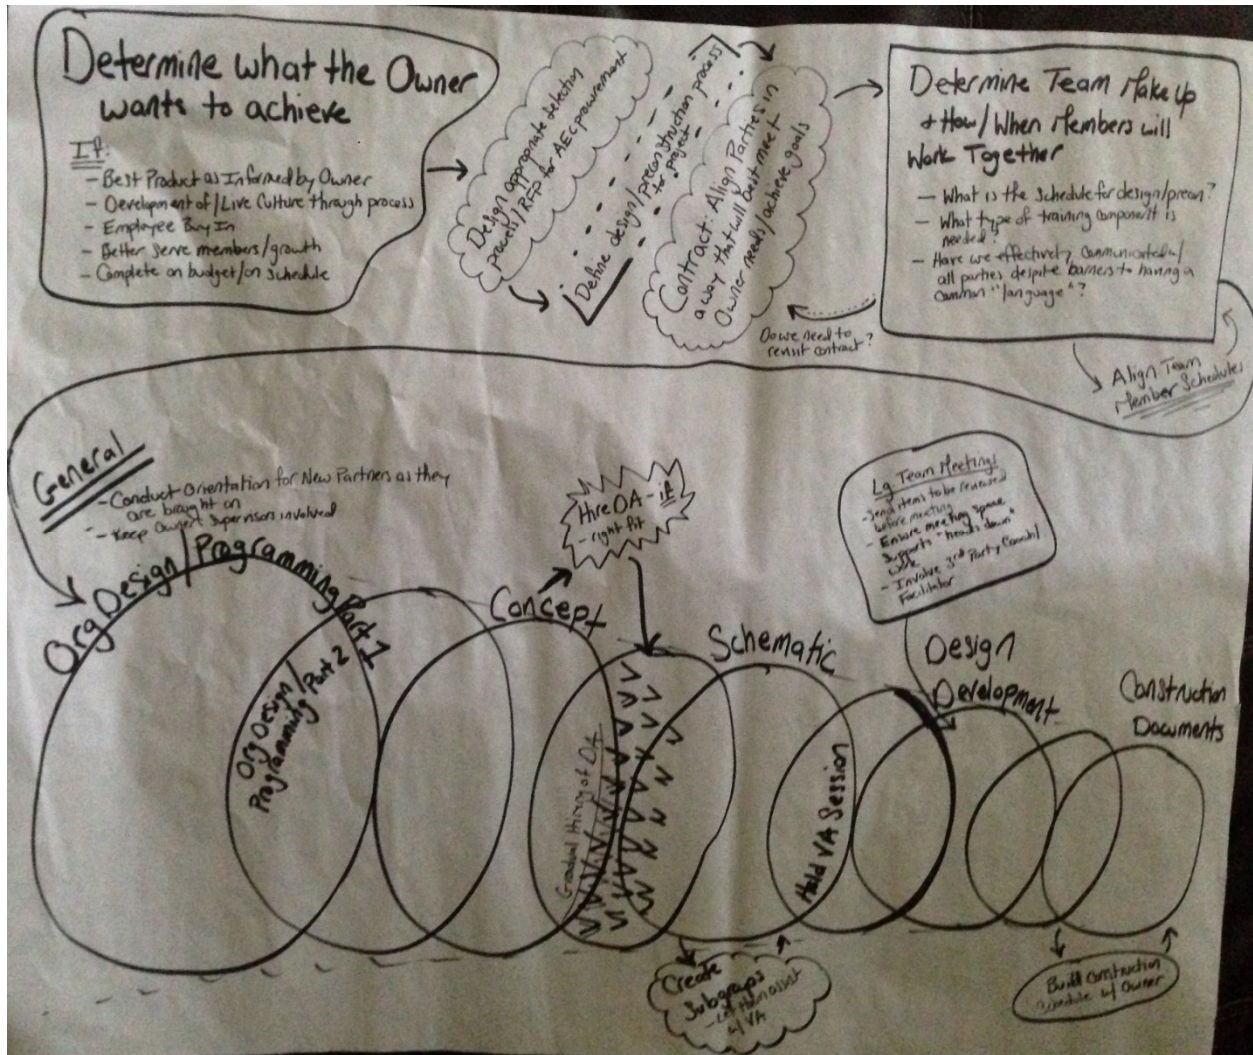 Determine what the Owner
wants to achieve
IF:
- Best Product as Informed by Owner
- Development of/Live Culture through process
- Employee Buy In
- Better serve members/growth
- Complete on budget/on schedule
Design appropriate selection
process/RFP for AEC powurement
Define design/preconstruction process
for project
Contract: Align Parties in
a way that will best meet
Owner needs/achieve goals
Determine Team Make Up
+ How/When Members will
Work Together
- What is the schedule for design/precon?
- What type of training component is
needed?
- Have we effectively communicated w/
all parties despite barriers to having a
common "language"?
Do we need to
revisit contract?
Align Team
Member Schedules
General
- Conduct Orientation for New Partners as they
are brought on
- Keep Owner Supervison involved
Hire OA - if
- right fit
Lg Team Meetings
- Send items to be reviewed
before meeting
- Ensure meeting space
supports "heads down"
work
- Involve 3rd Party Coach/
Facilitator
Org Design/Programming Part 1
Org Design/
Programming Part 2
Concept
Gradual Hiring of OA
Schematic
Hold VA Session
Design
Development
Construction
Documents
Create
Subgroups
- Let them assist
w/ VA
Build Construction
schedule w/ Owner